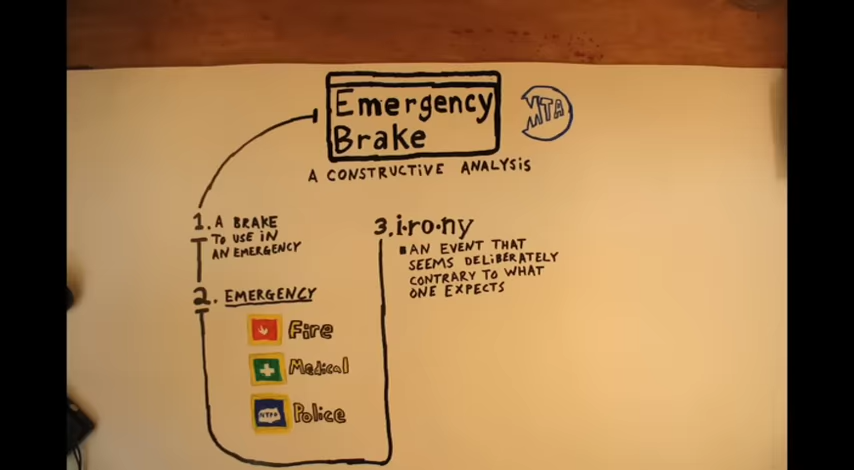 Emergency
Brake
MTA
A CONSTRUCTIVE ANALYSIS
1. A BRAKE
TO USE IN
AN EMERGENCY
2. EMERGENCY
Fire
Medical
NYPD
Police
3. i·ro·ny
▪ AN EVENT THAT
SEEMS DELIBERATELY
CONTRARY TO WHAT
ONE EXPECTS